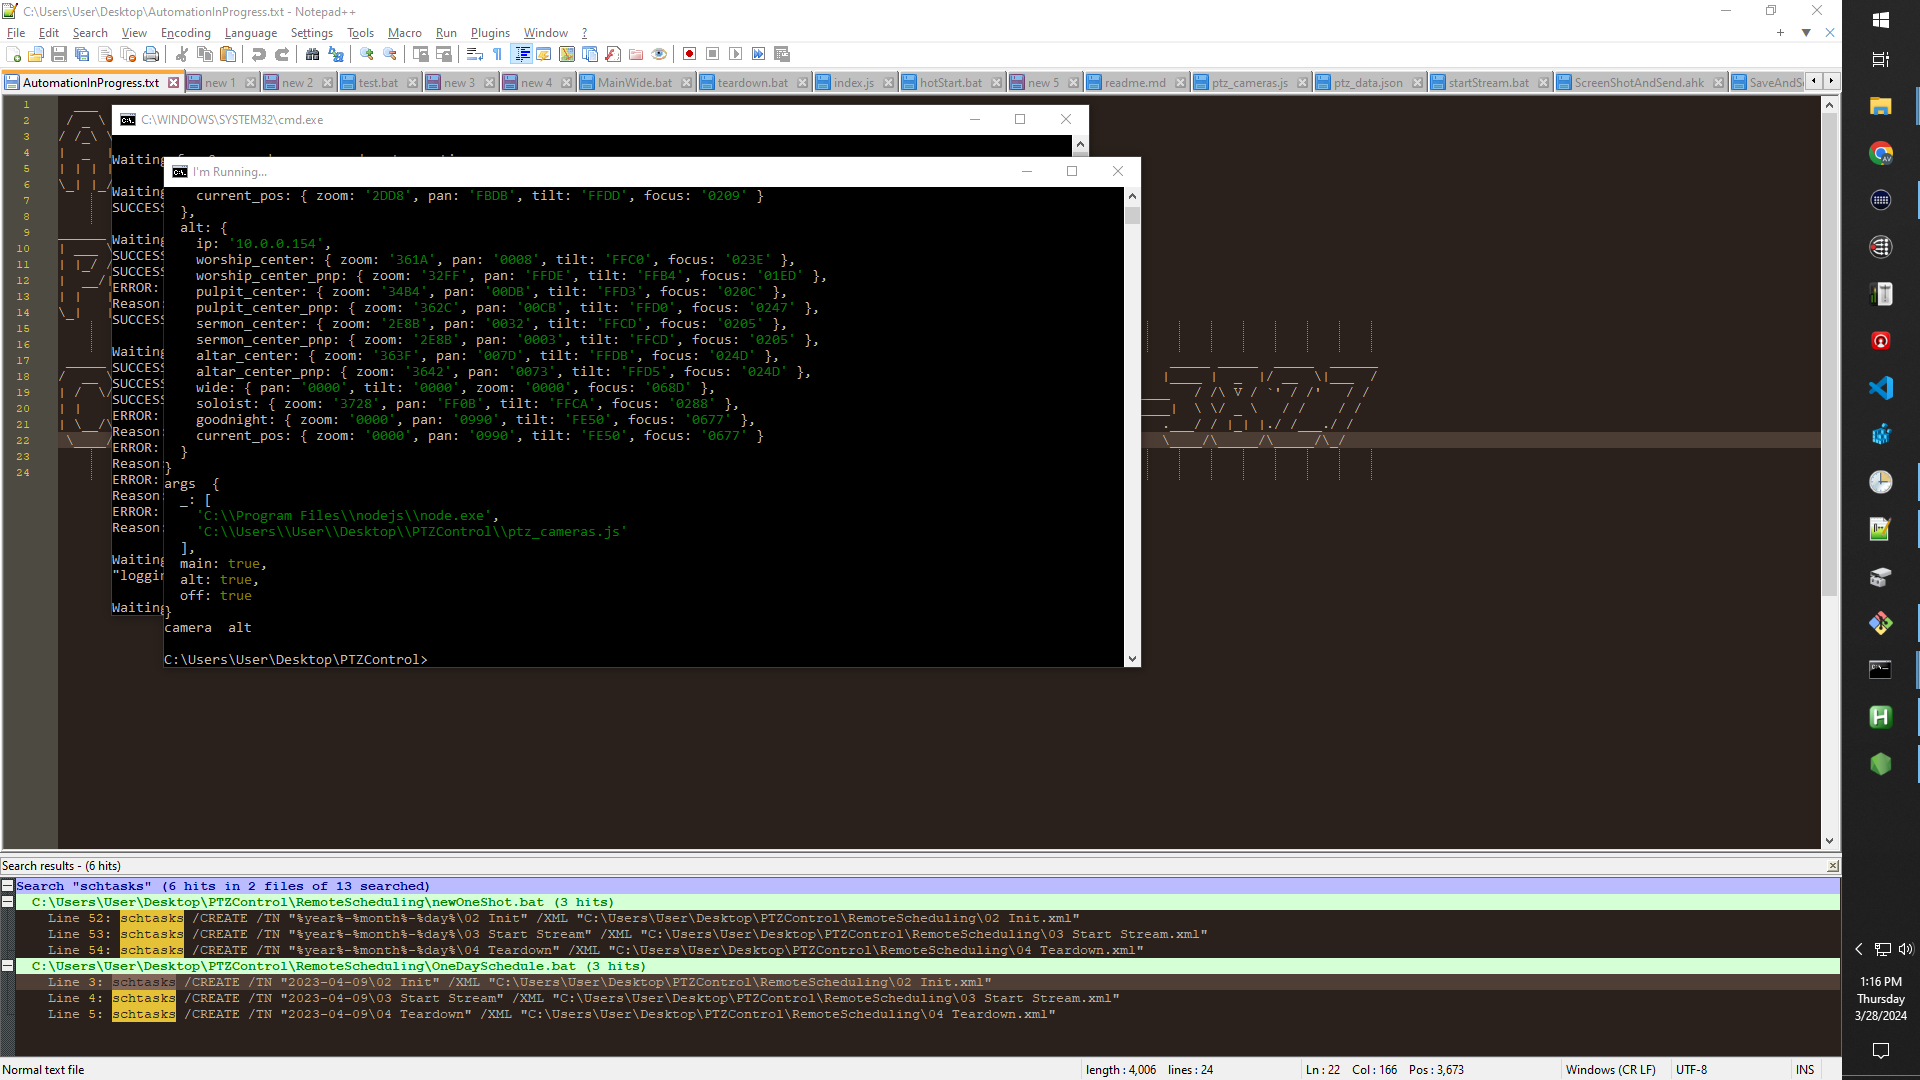 C:\Users\User\Desktop\AutomationInProgress.txt - Notepad++
File Edit Search View Encoding Language Settings Tools Macro Run Plugins Window ?
AutomationInProgress.txt new 1 new 2 test.bat new 3 new 4 MainWide.bat teardown.bat index.js hotStart.bat new 5 readme.md ptz_cameras.js ptz_data.json startStream.bat ScreenShotAndSend.ahk SaveAndS
1
2
3
4
5
6
7
8
9
10
11
12
13
14
15
16
17
18
19
20
21
22
23
24
C:\WINDOWS\SYSTEM32\cmd.exe
Waiting
Waiting
SUCCESS
Waiting
SUCCESS
SUCCESS
ERROR:
Reason:
SUCCESS
Waiting
SUCCESS
SUCCESS
SUCCESS
ERROR:
Reason:
ERROR:
Reason:
ERROR:
Reason:
ERROR:
Reason:
Waiting
"loggin
Waiting
I'm Running...
current_pos: { zoom: '2DD8', pan: 'FBDB', tilt: 'FFDD', focus: '0209' }
},
alt: {
ip: '10.0.0.154',
worship_center: { zoom: '361A', pan: '0008', tilt: 'FFC0', focus: '023E' },
worship_center_pnp: { zoom: '32FF', pan: 'FFDE', tilt: 'FFB4', focus: '01ED' },
pulpit_center: { zoom: '34B4', pan: '00DB', tilt: 'FFD3', focus: '020C' },
pulpit_center_pnp: { zoom: '362C', pan: '00CB', tilt: 'FFD0', focus: '0247' },
sermon_center: { zoom: '2E8B', pan: '0032', tilt: 'FFCD', focus: '0205' },
sermon_center_pnp: { zoom: '2E8B', pan: '0003', tilt: 'FFCD', focus: '0205' },
altar_center: { zoom: '363F', pan: '007D', tilt: 'FFDB', focus: '024D' },
altar_center_pnp: { zoom: '3642', pan: '0073', tilt: 'FFD5', focus: '024D' },
wide: { pan: '0000', tilt: '0000', zoom: '0000', focus: '068D' },
soloist: { zoom: '3728', pan: 'FF0B', tilt: 'FFCA', focus: '0288' },
goodnight: { zoom: '0000', pan: '0990', tilt: 'FE50', focus: '0677' },
current_pos: { zoom: '0000', pan: '0990', tilt: 'FE50', focus: '0677' }
}
}
args {
_: [
'C:\\Program Files\\nodejs\\node.exe',
'C:\\Users\\User\\Desktop\\PTZControl\\ptz_cameras.js'
],
main: true,
alt: true,
off: true
}
camera alt
C:\Users\User\Desktop\PTZControl>
Search results - (6 hits)
Search "schtasks" (6 hits in 2 files of 13 searched)
C:\Users\User\Desktop\PTZControl\RemoteScheduling\newOneShot.bat (3 hits)
Line 52: schtasks /CREATE /TN "%year%-%month%-%day%\02 Init" /XML "C:\Users\User\Desktop\PTZControl\RemoteScheduling\02 Init.xml"
Line 53: schtasks /CREATE /TN "%year%-%month%-%day%\03 Start Stream" /XML "C:\Users\User\Desktop\PTZControl\RemoteScheduling\03 Start Stream.xml"
Line 54: schtasks /CREATE /TN "%year%-%month%-%day%\04 Teardown" /XML "C:\Users\User\Desktop\PTZControl\RemoteScheduling\04 Teardown.xml"
C:\Users\User\Desktop\PTZControl\RemoteScheduling\OneDaySchedule.bat (3 hits)
Line 3: schtasks /CREATE /TN "2023-04-09\02 Init" /XML "C:\Users\User\Desktop\PTZControl\RemoteScheduling\02 Init.xml"
Line 4: schtasks /CREATE /TN "2023-04-09\03 Start Stream" /XML "C:\Users\User\Desktop\PTZControl\RemoteScheduling\03 Start Stream.xml"
Line 5: schtasks /CREATE /TN "2023-04-09\04 Teardown" /XML "C:\Users\User\Desktop\PTZControl\RemoteScheduling\04 Teardown.xml"
Normal text file length : 4,006 lines : 24 Ln : 22 Col : 166 Pos : 3,673 Windows (CR LF) UTF-8 INS
1:16 PM
Thursday
3/28/2024